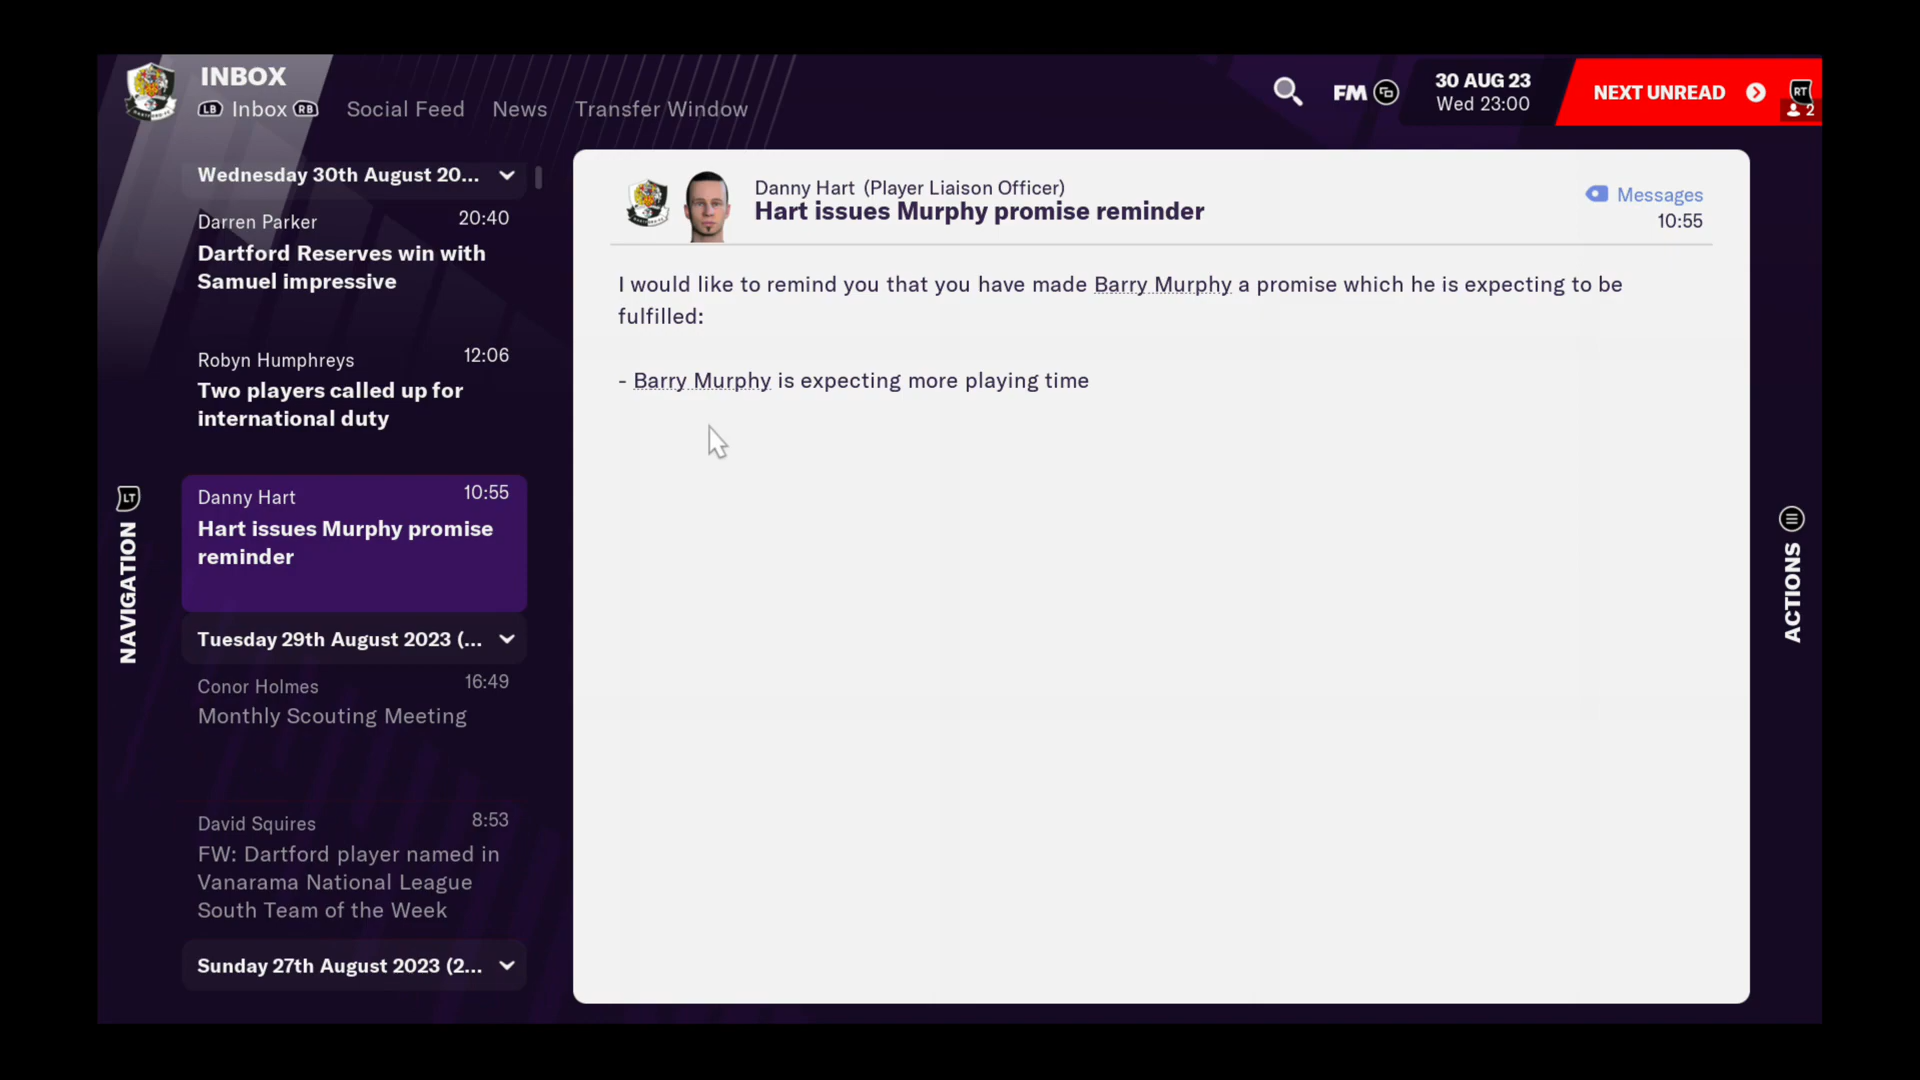 INBOX
LB Inbox RB
Social Feed
News
Transfer Window
FM
30 AUG 23
Wed 23:00
NEXT UNREAD
RT
2
Wednesday 30th August 20...
Darren Parker
20:40
Dartford Reserves win with
Samuel impressive
Robyn Humphreys
12:06
Two players called up for
international duty
Danny Hart
10:55
Hart issues Murphy promise
reminder
Tuesday 29th August 2023 (...
Conor Holmes
16:49
Monthly Scouting Meeting
David Squires
8:53
FW: Dartford player named in
Vanarama National League
South Team of the Week
Sunday 27th August 2023 (2...
LT
NAVIGATION
Danny Hart (Player Liaison Officer)
Hart issues Murphy promise reminder
Messages
10:55
I would like to remind you that you have made Barry Murphy a promise which he is expecting to be
fulfilled:
- Barry Murphy is expecting more playing time
ACTIONS